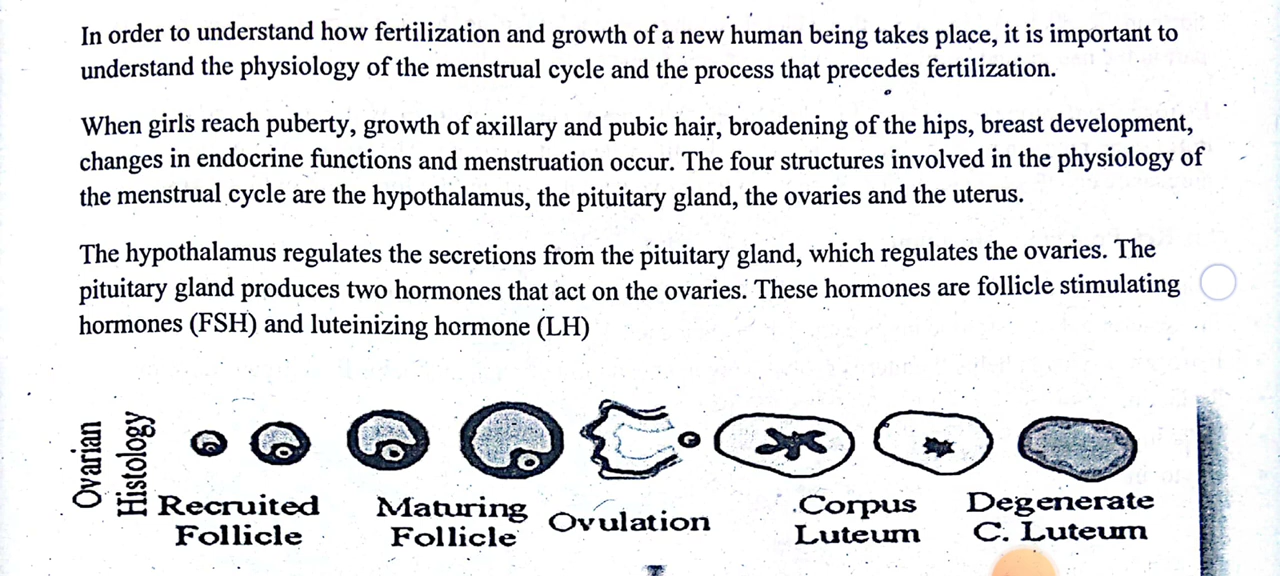 In order to understand how fertilization and growth of a new human being takes place, it is important to
understand the physiology of the menstrual cycle and the process that precedes fertilization.
When girls reach puberty, growth of axillary and pubic hair, broadening of the hips, breast development,
changes in endocrine functions and menstruation occur. The four structures involved in the physiology of
the menstrual cycle are the hypothalamus, the pituitary gland, the ovaries and the uterus.
The hypothalamus regulates the secretions from the pituitary gland, which regulates the ovaries. The
pituitary gland produces two hormones that act on the ovaries. These hormones are follicle stimulating
hormones (FSH) and luteinizing hormone (LH)
Ovarian
Histology
Recruited
Follicle
Maturing
Follicle
Ovulation
Corpus
Luteum
Degenerate
C. Luteum